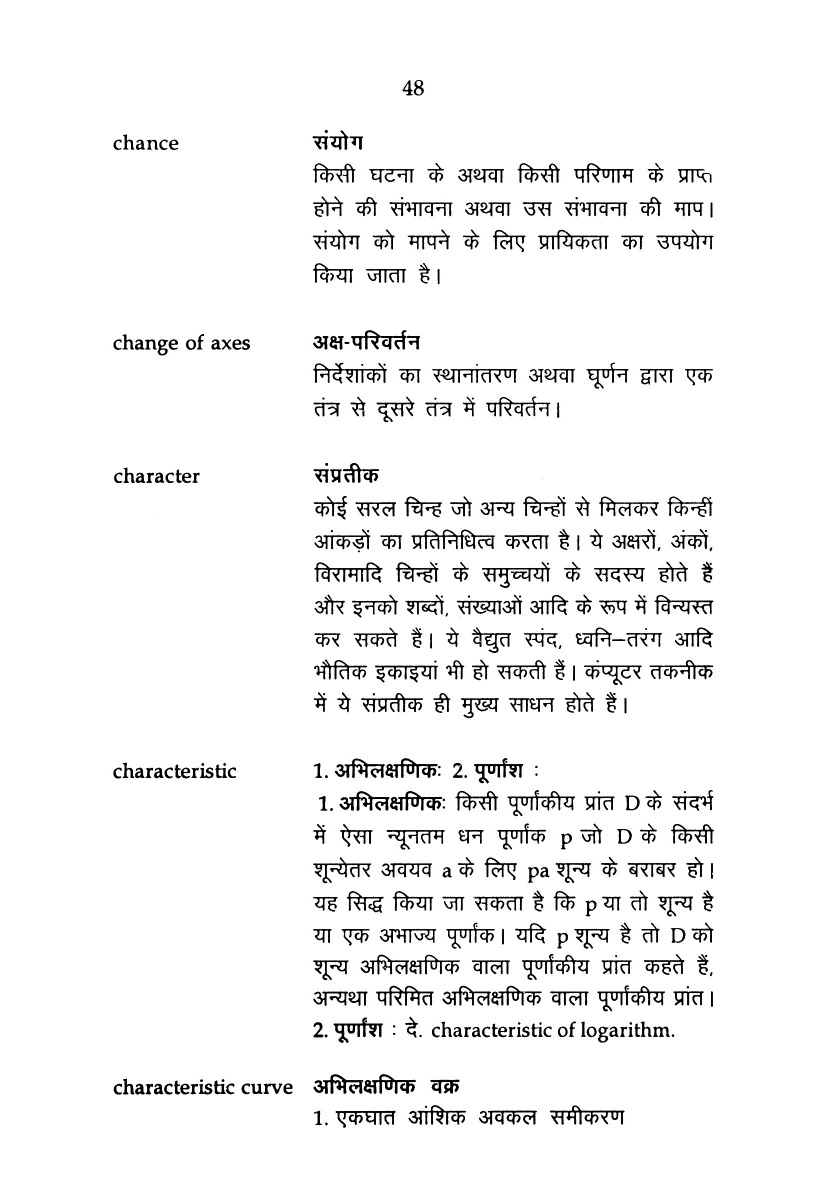 48
chance संयोग
किसी घटना के अथवा किसी परिणाम के प्राप्त
होने की संभावना अथवा उस संभावना की माप।
संयोग को मापने के लिए प्रायिकता का उपयोग
किया जाता है।
change of axes अक्ष-परिवर्तन
निर्देशांकों का स्थानांतरण अथवा घूर्णन द्वारा एक
तंत्र से दूसरे तंत्र में परिवर्तन।
character संप्रतीक
कोई सरल चिन्ह जो अन्य चिन्हों से मिलकर किन्हीं
आंकड़ों का प्रतिनिधित्व करता है। ये अक्षरों, अंकों,
विरामादि चिन्हों के समुच्चयों के सदस्य होते हैं
और इनको शब्दों, संख्याओं आदि के रूप में विन्यस्त
कर सकते हैं। ये वैद्युत स्पंद, ध्वनि–तरंग आदि
भौतिक इकाइयां भी हो सकती हैं। कंप्यूटर तकनीक
में ये संप्रतीक ही मुख्य साधन होते हैं।
characteristic 1. अभिलक्षणिकः 2. पूर्णांश :
1. अभिलक्षणिकः किसी पूर्णांकीय प्रांत D के संदर्भ
में ऐसा न्यूनतम धन पूर्णांक p जो D के किसी
शून्येतर अवयव a के लिए pa शून्य के बराबर हो।
यह सिद्ध किया जा सकता है कि p या तो शून्य है
या एक अभाज्य पूर्णांक। यदि p शून्य है तो D को
शून्य अभिलक्षणिक वाला पूर्णांकीय प्रांत कहते हैं,
अन्यथा परिमित अभिलक्षणिक वाला पूर्णांकीय प्रांत।
2. पूर्णांश : दे. characteristic of logarithm.
characteristic curve अभिलक्षणिक वक्र
1. एकघात आंशिक अवकल समीकरण